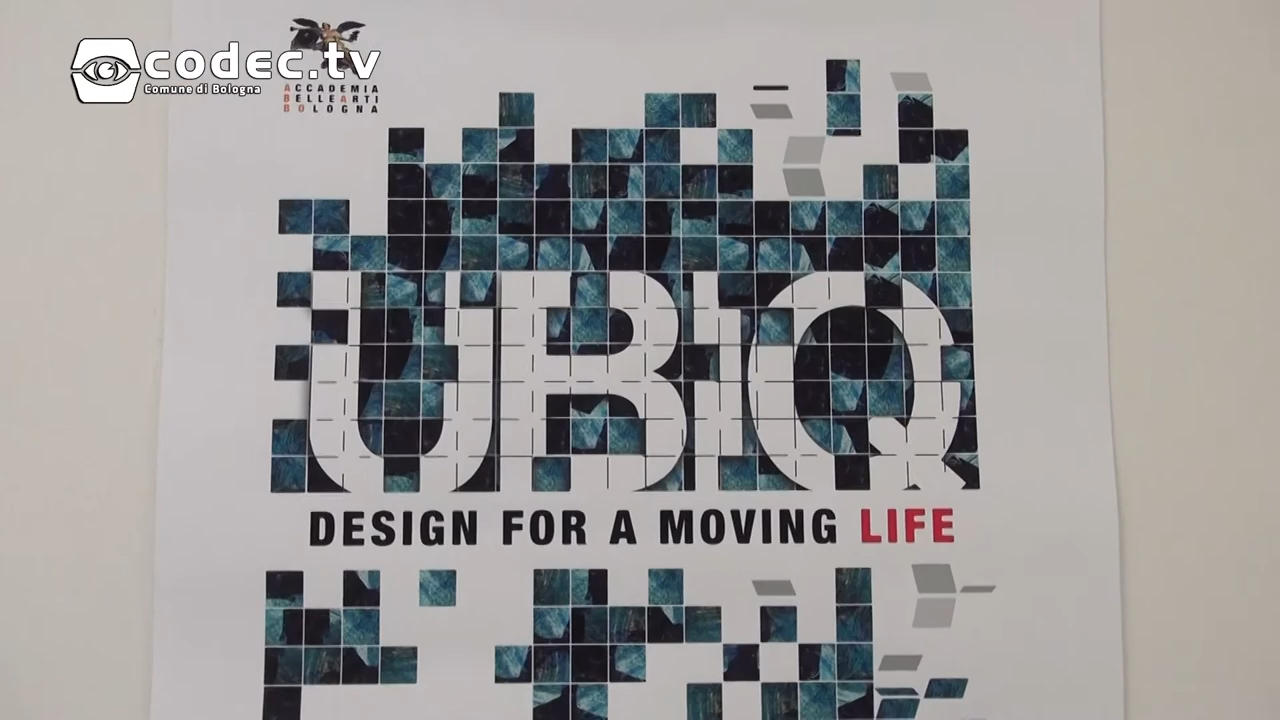 codec.tv
Comune di Bologna
ACCADEMIA
BELLEARTI
BOLOGNA
UBIQ
DESIGN FOR A MOVING LIFE